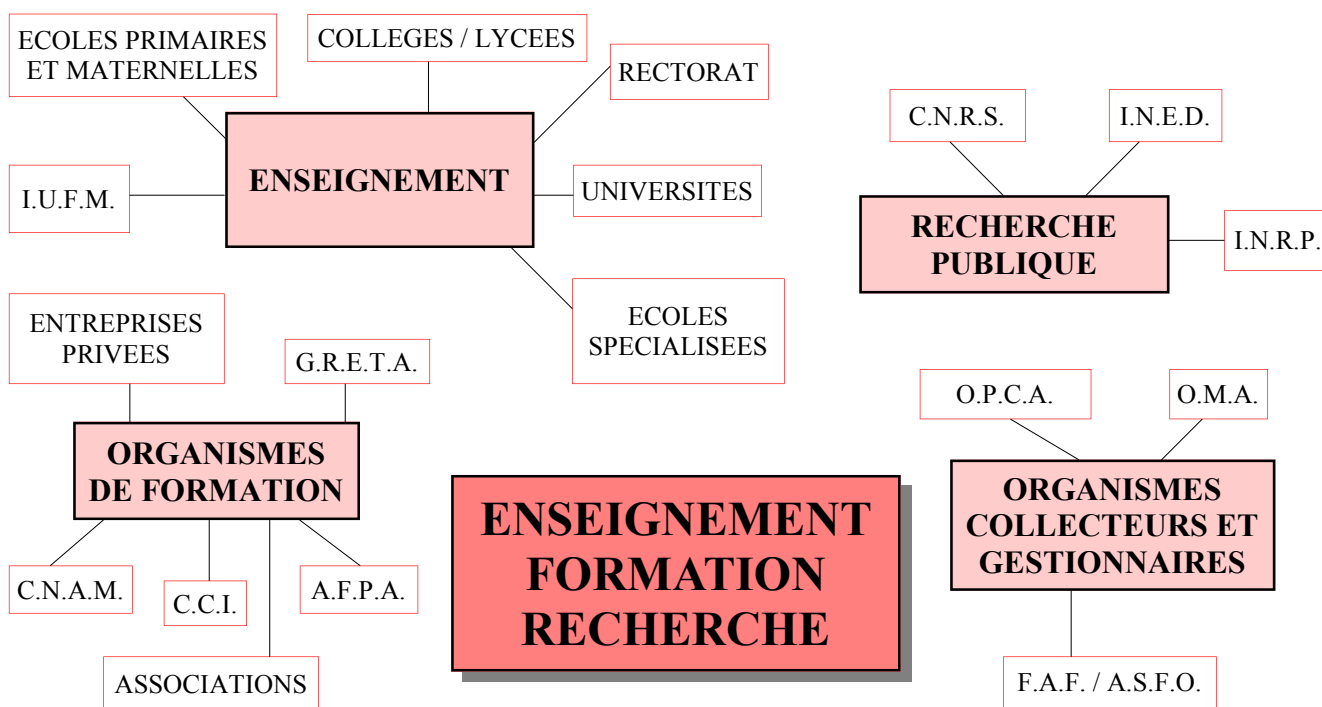 ECOLES PRIMAIRES
ET MATERNELLES
COLLEGES / LYCEES
RECTORAT
I.U.F.M.
ENSEIGNEMENT
UNIVERSITES
ECOLES
SPECIALISEES
C.N.R.S.
I.N.E.D.
RECHERCHE
PUBLIQUE
I.N.R.P.
ENTREPRISES
PRIVEES
G.R.E.T.A.
ORGANISMES
DE FORMATION
C.N.A.M.
C.C.I.
A.F.P.A.
ASSOCIATIONS
ENSEIGNEMENT
FORMATION
RECHERCHE
O.P.C.A.
O.M.A.
ORGANISMES
COLLECTEURS ET
GESTIONNAIRES
F.A.F. / A.S.F.O.